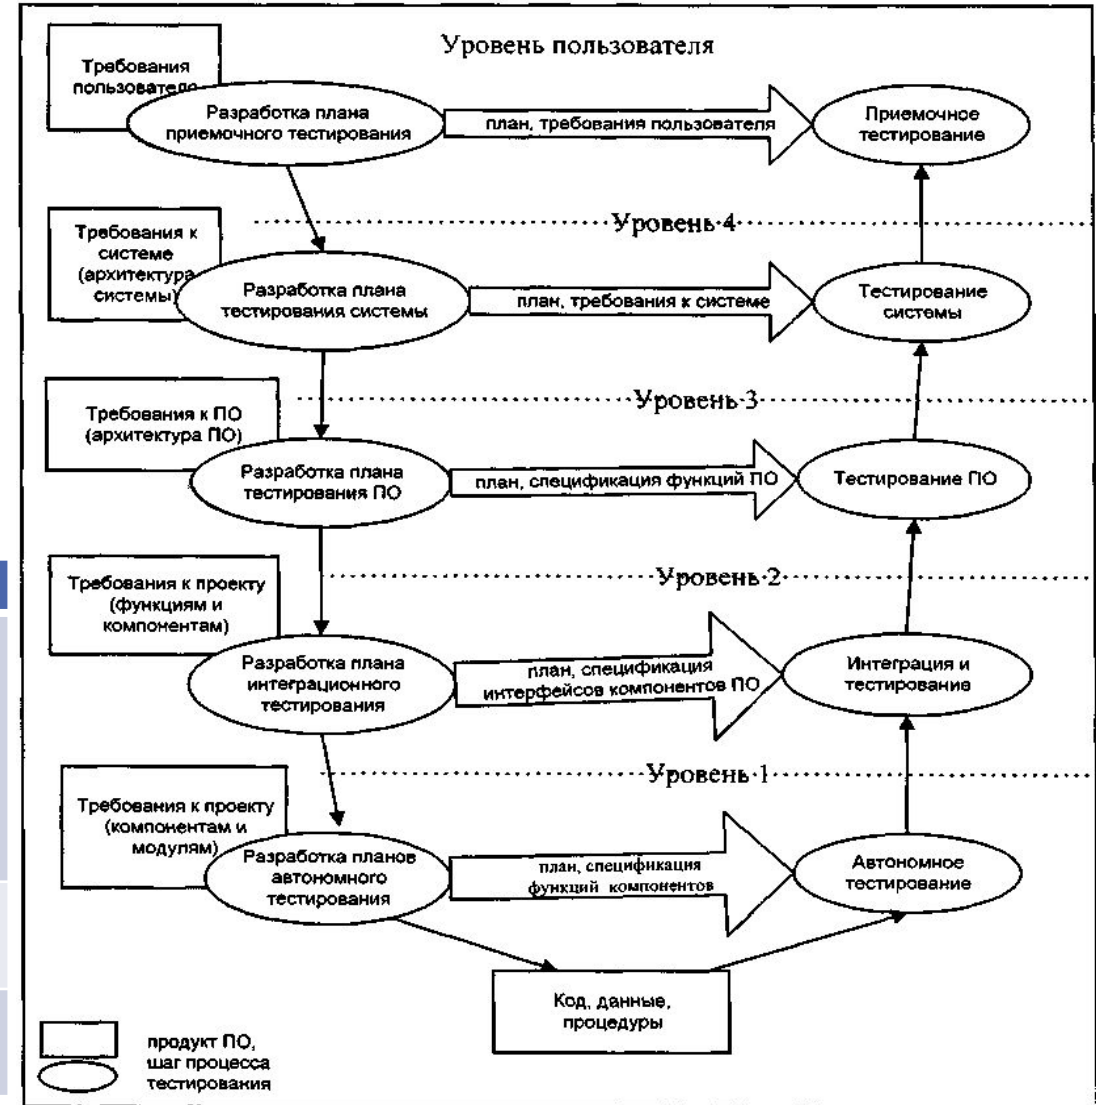 Уровень пользователя
Требования
пользователя
Разработка плана
приемочного тестирования
план, требования пользователя
Приемочное
тестирование
Уровень 4
Требования к
системе
(архитектура
системы)
Разработка плана
тестирования системы
план, требования к системе
Тестирование
системы
Уровень 3
Требования к ПО
(архитектура ПО)
Разработка плана
тестирования ПО
план, спецификация функций ПО
Тестирование ПО
Уровень 2
Требования к проекту
(функциям и
компонентам)
Разработка плана
интеграционного
тестирования
план, спецификация
интерфейсов компонентов ПО
Интеграция и
тестирование
Уровень 1
Требования к проекту
(компонентам и
модулям)
Разработка планов
автономного
тестирования
план, спецификация
функций компонентов
Автономное
тестирование
Код, данные,
процедуры
продукт ПО,
шаг процесса
тестирования